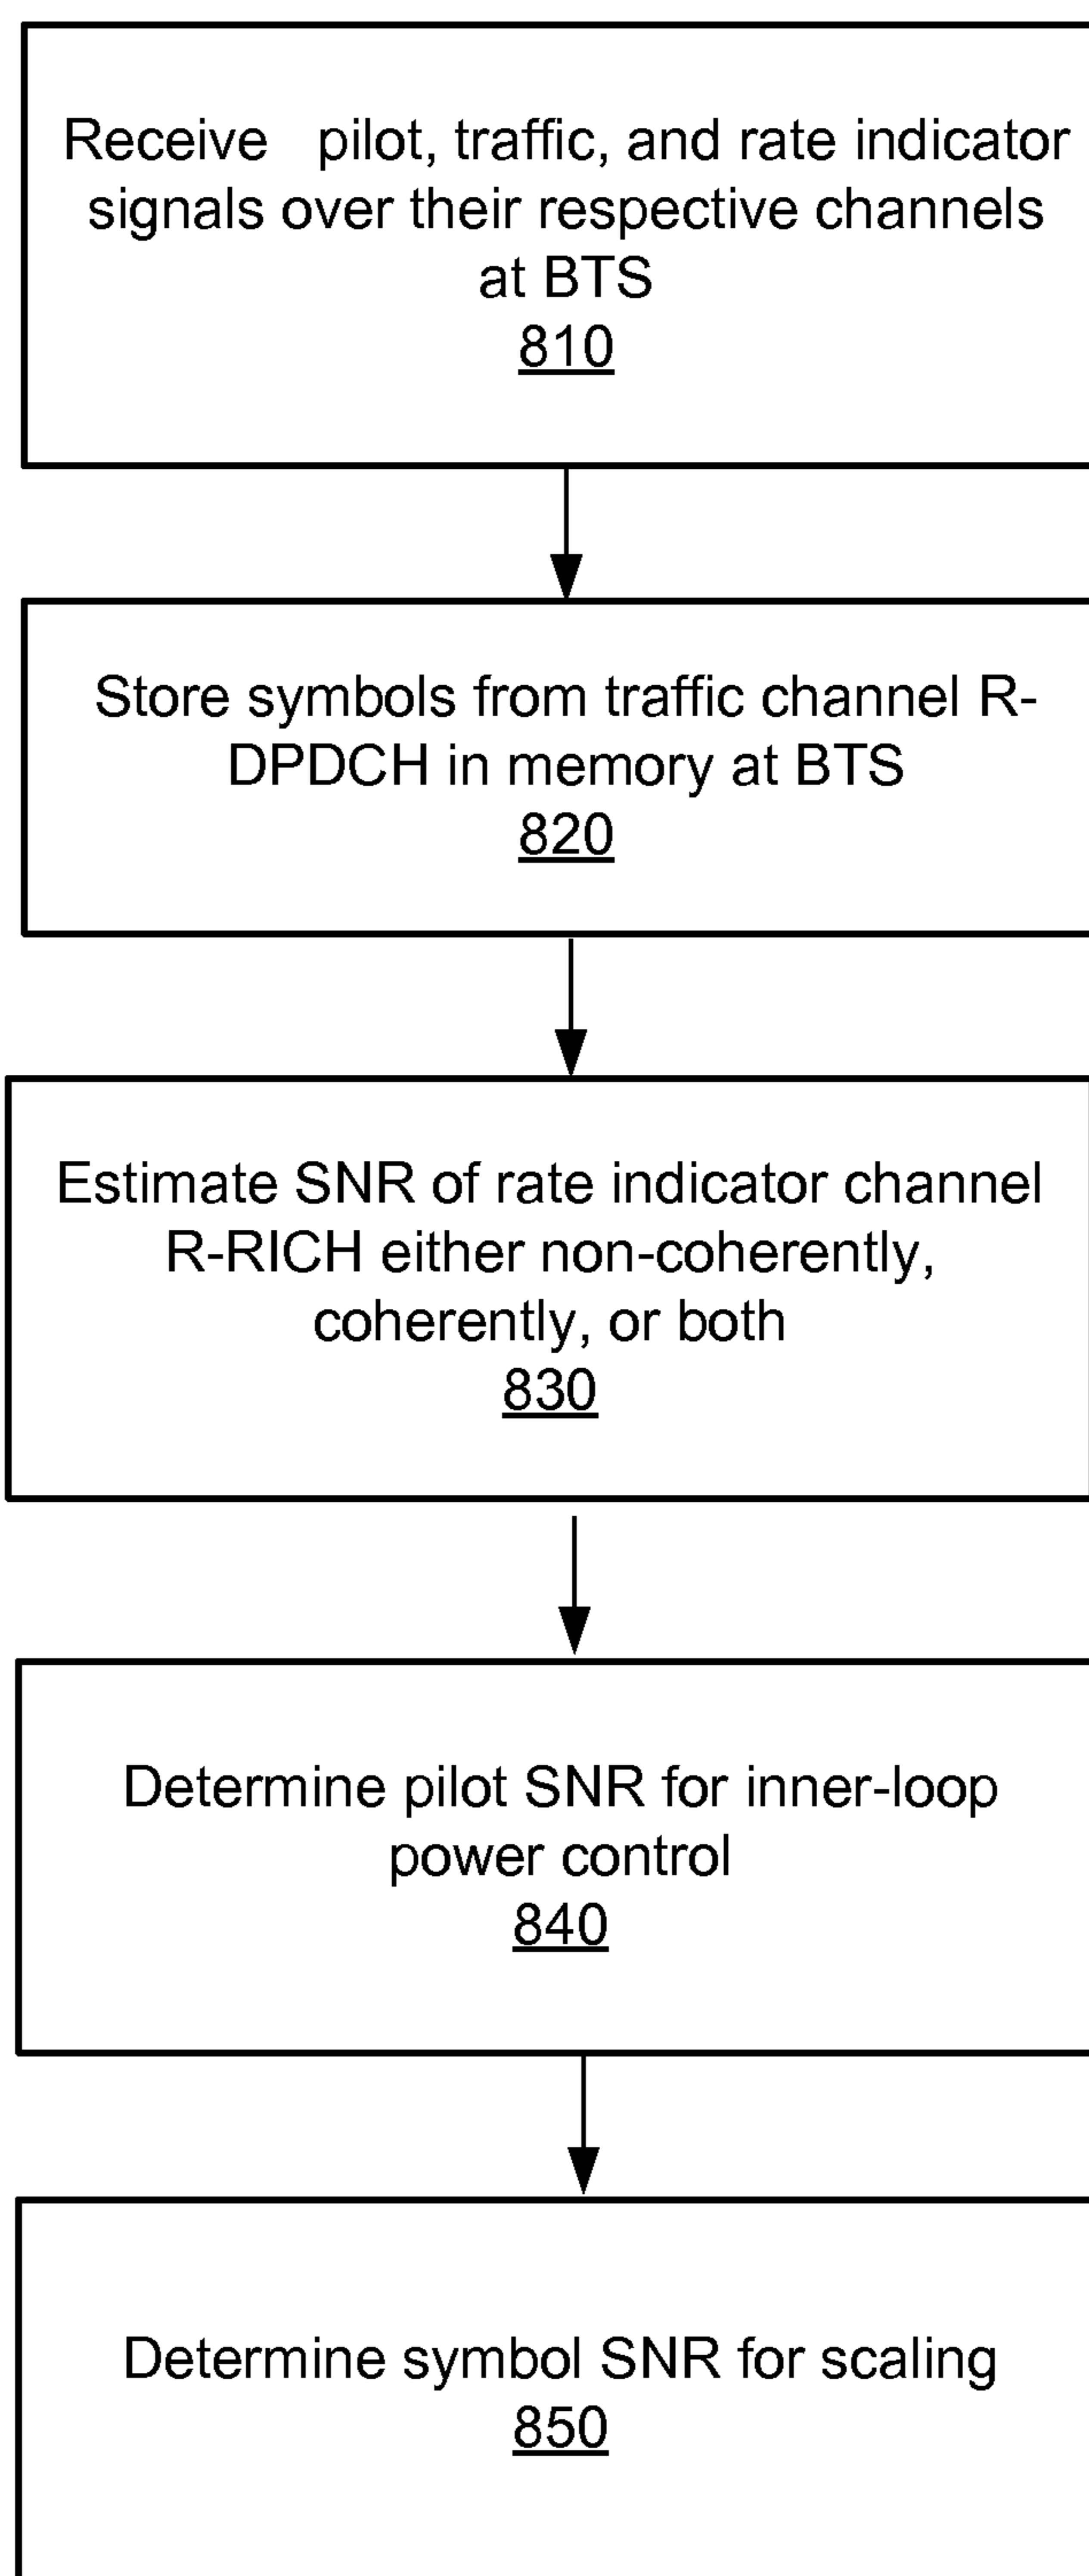 Receive pilot, traffic, and rate indicator
signals over their respective channels
at BTS
810
Store symbols from traffic channel R-
DPDCH in memory at BTS
820
Estimate SNR of rate indicator channel
R-RICH either non-coherently,
coherently, or both
830
Determine pilot SNR for inner-loop
power control
840
Determine symbol SNR for scaling
850